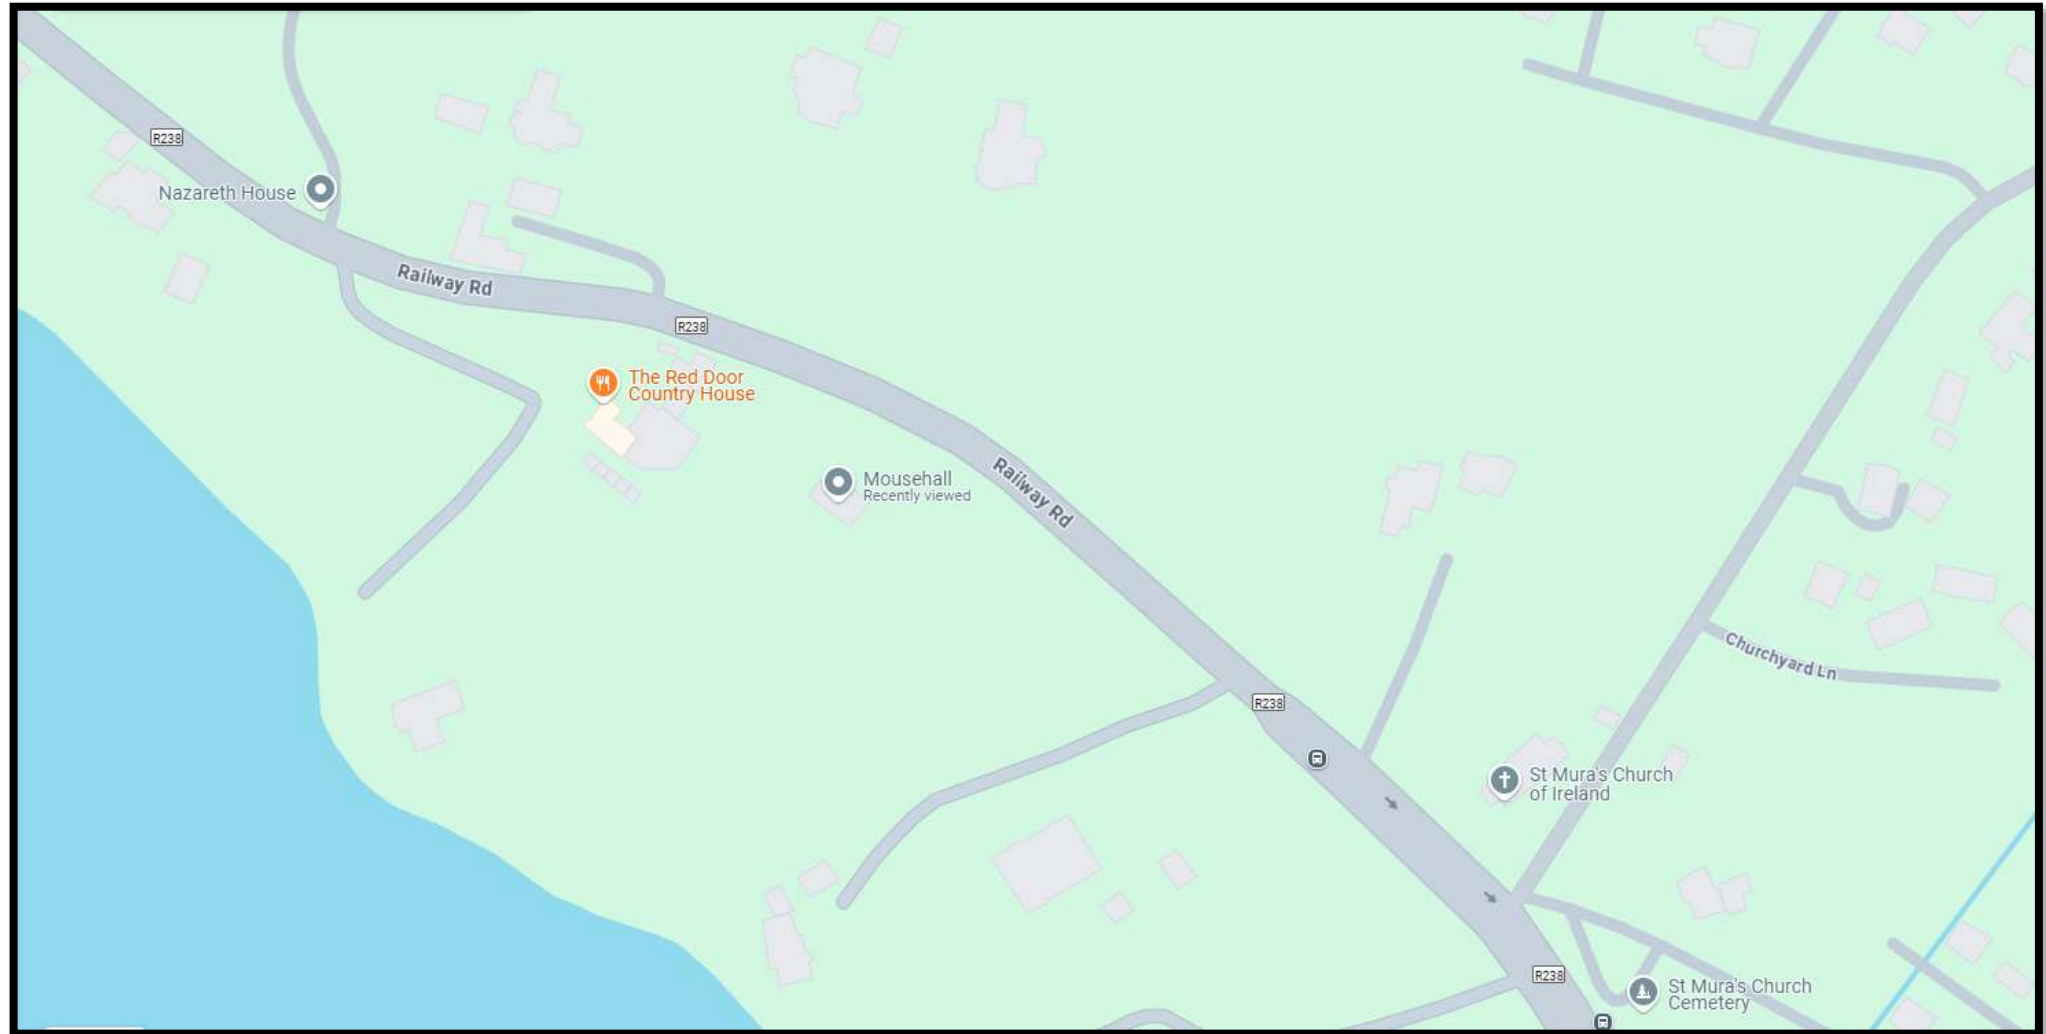 R238
Nazareth House
Railway Rd
R238
The Red Door
Country House
Mousehall
Recently viewed
Railway Rd
Churchyard Ln
R238
St Mura's Church
of Ireland
R238
St Mura's Church
Cemetery